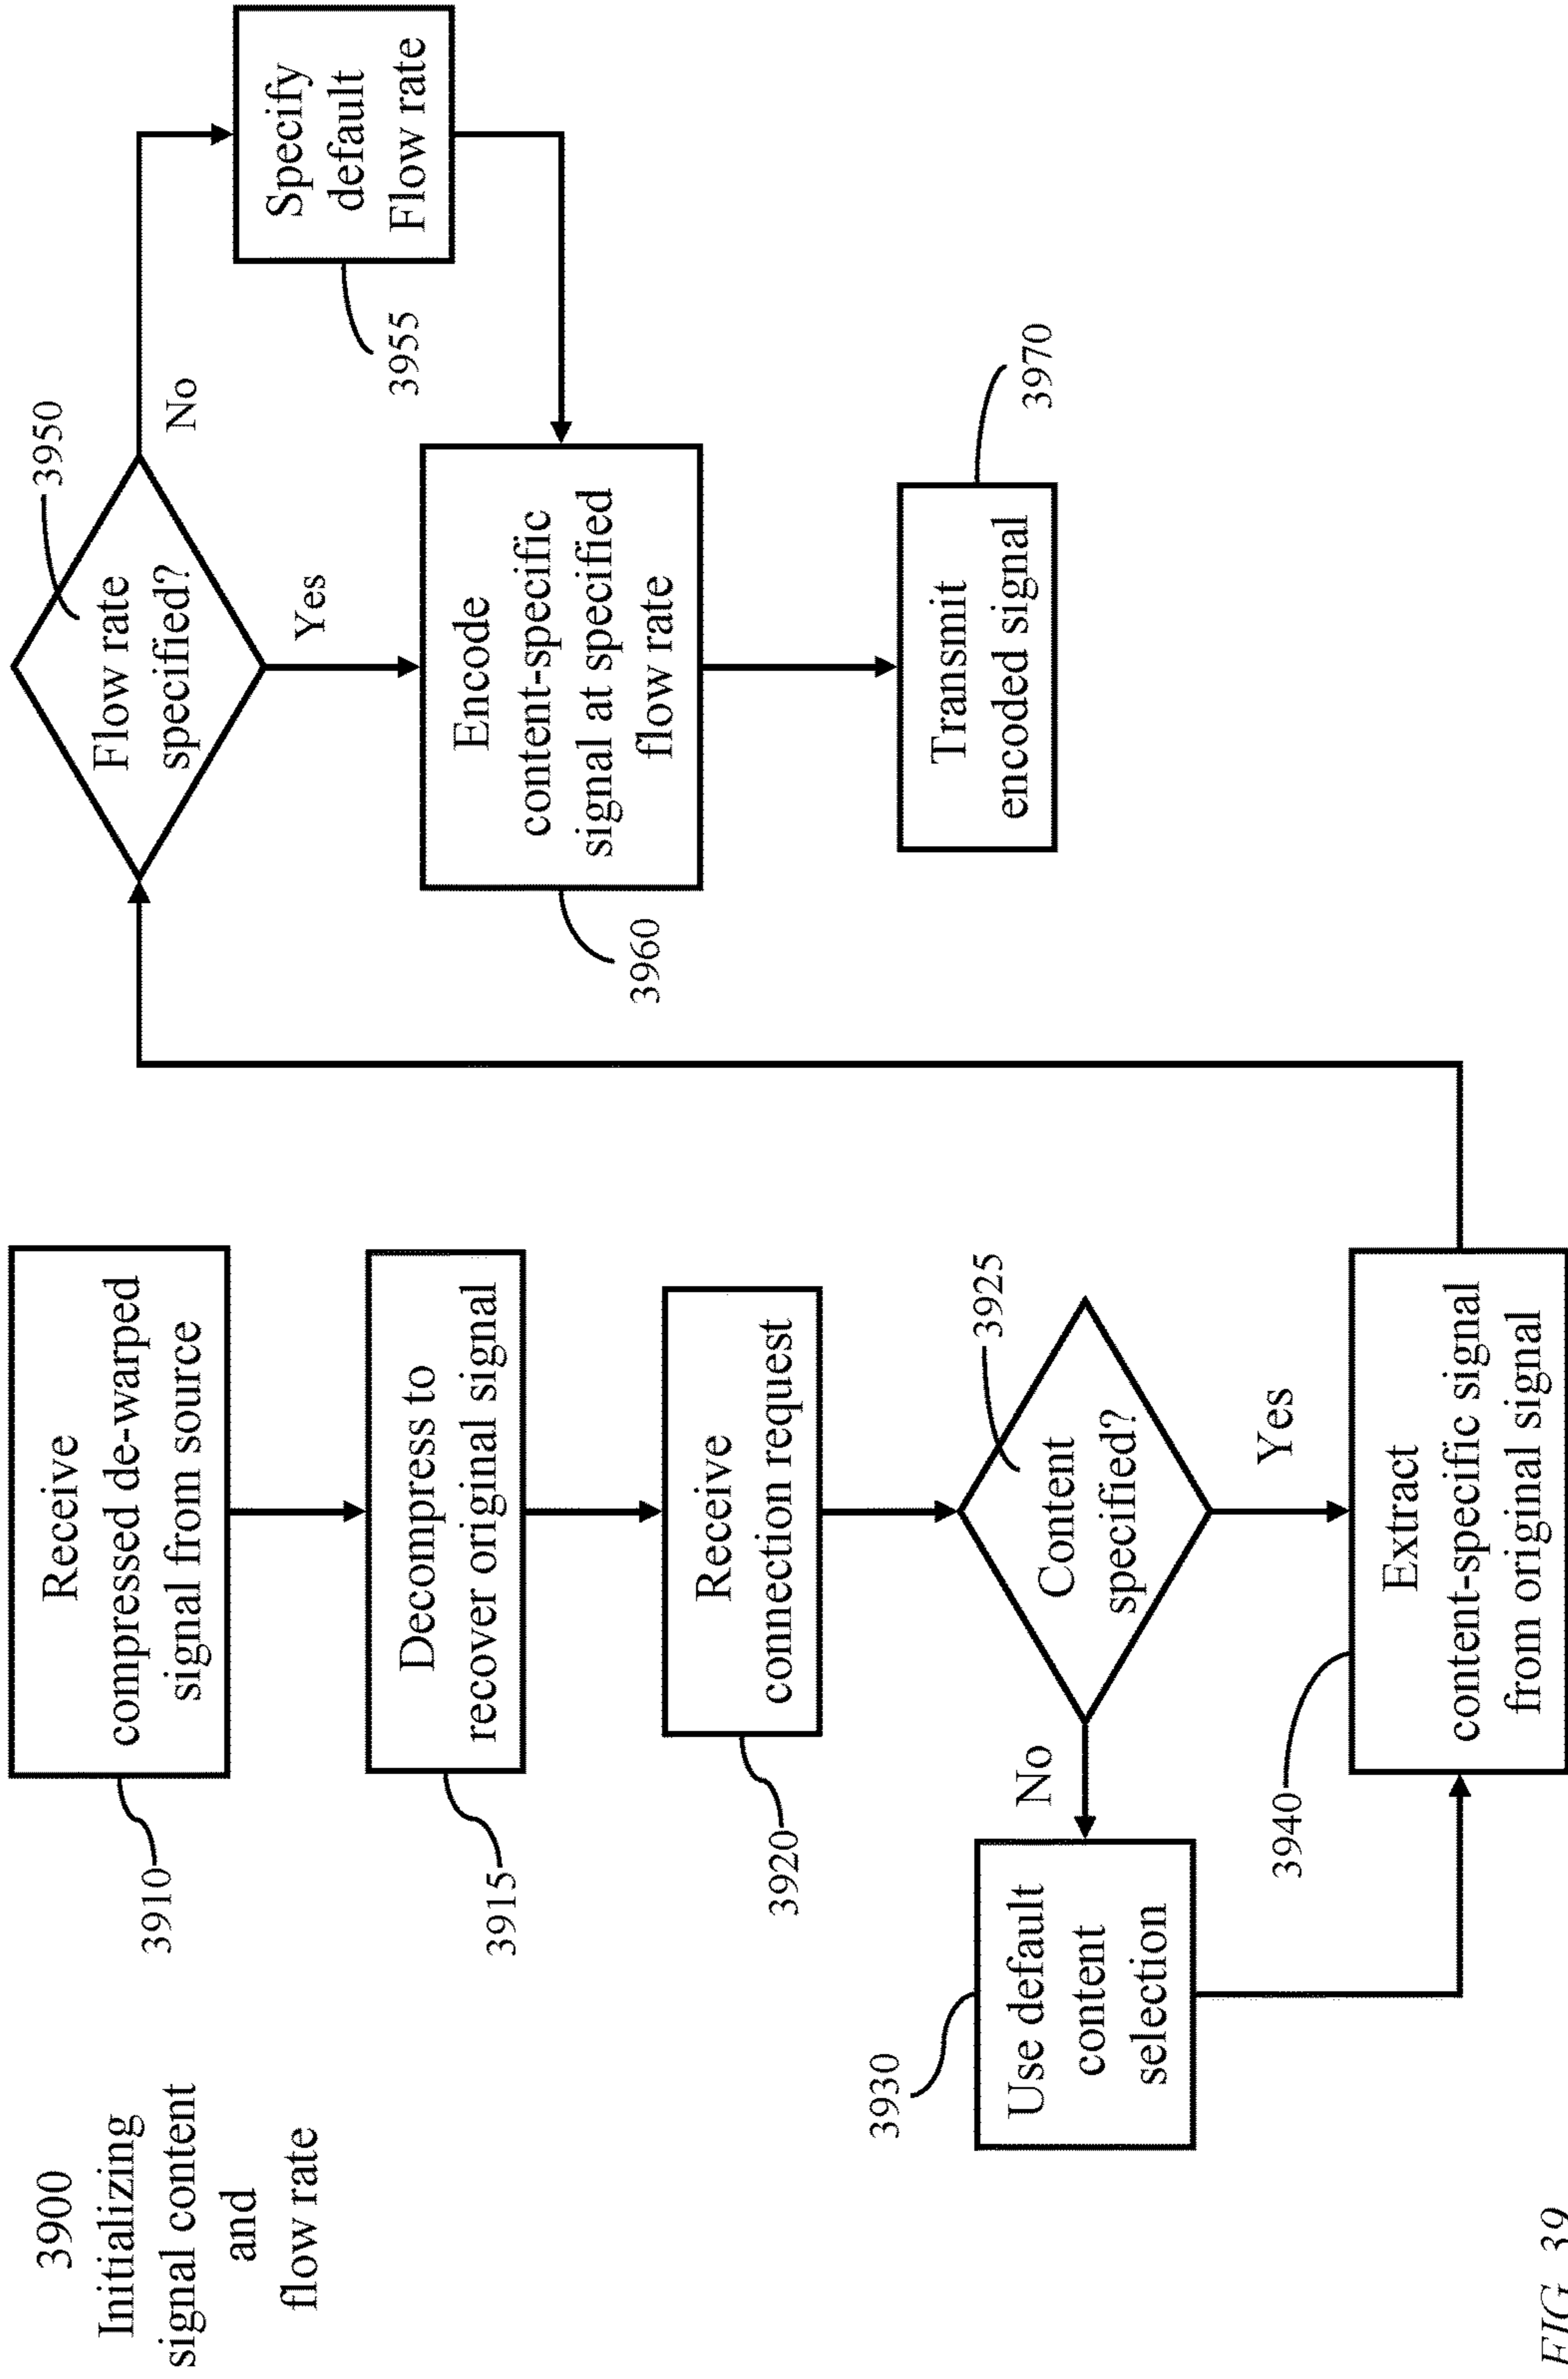 3900
Initializing
signal content
and
flow rate
3910
Receive
compressed de-warped
signal from source
3915
Decompress to
recover original signal
3920
Receive
connection request
3925
Content
specified?
No
Yes
3930
Use default
content
selection
3940
Extract
content-specific signal
from original signal
3950
Flow rate
specified?
No
Yes
3955
Specify
default
Flow rate
3960
Encode
content-specific
signal at specified
flow rate
3970
Transmit
encoded signal
FIG. 39